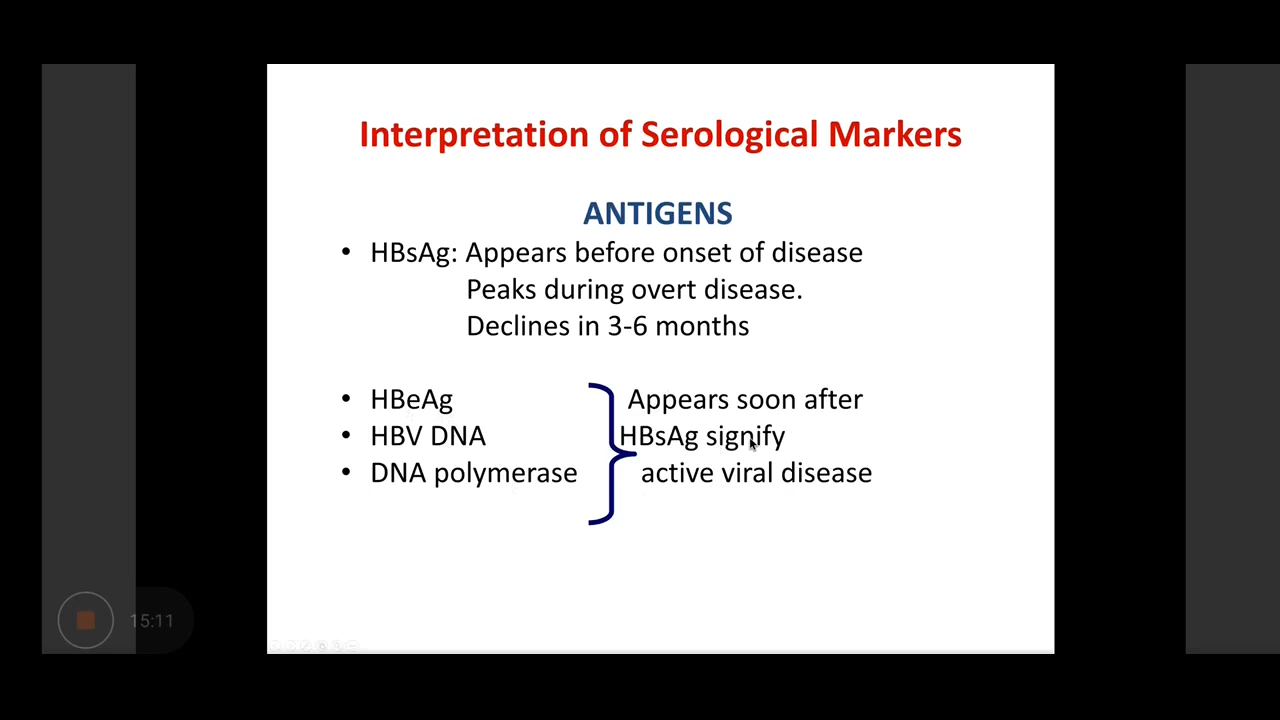 Interpretation of Serological Markers
ANTIGENS
• HBsAg: Appears before onset of disease
Peaks during overt disease.
Declines in 3-6 months
• HBeAg Appears soon after
• HBV DNA HBsAg signify
• DNA polymerase active viral disease
15:11